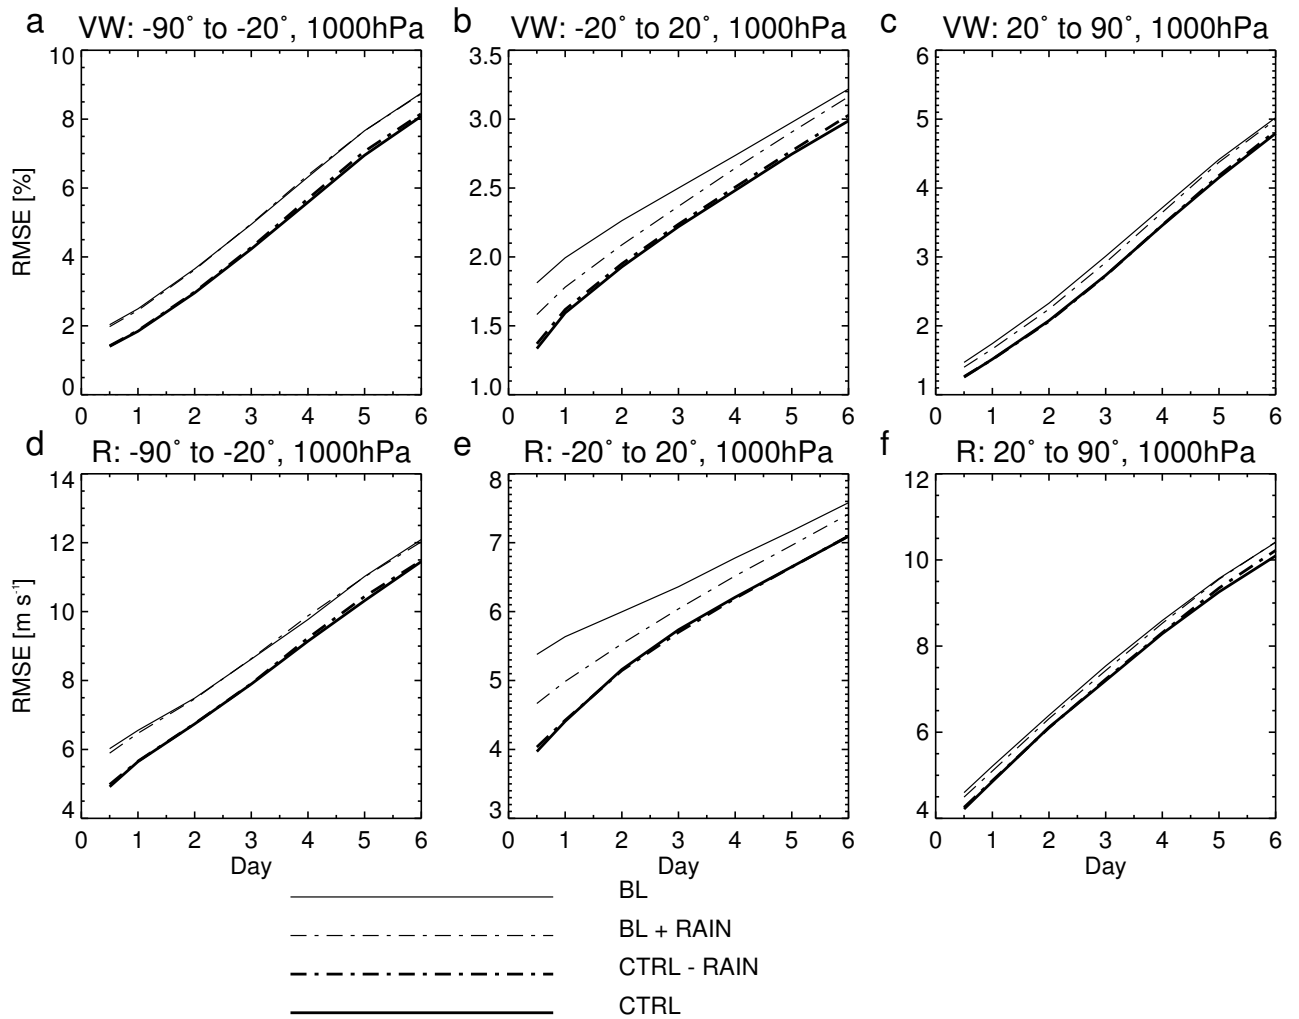 a VW: -90˚ to -20˚, 1000hPa
b VW: -20˚ to 20˚, 1000hPa
c VW: 20˚ to 90˚, 1000hPa
10
8
6
4
2
0
RMSE [%]
0 1 2 3 4 5 6
3.5
3.0
2.5
2.0
1.5
1.0
0 1 2 3 4 5 6
6
5
4
3
2
1
0 1 2 3 4 5 6
d R: -90˚ to -20˚, 1000hPa
e R: -20˚ to 20˚, 1000hPa
f R: 20˚ to 90˚, 1000hPa
14
12
10
8
6
4
RMSE [m s⁻¹]
0 1 2 3 4 5 6
Day
8
7
6
5
4
3
0 1 2 3 4 5 6
Day
12
10
8
6
4
0 1 2 3 4 5 6
Day
BL
BL + RAIN
CTRL - RAIN
CTRL